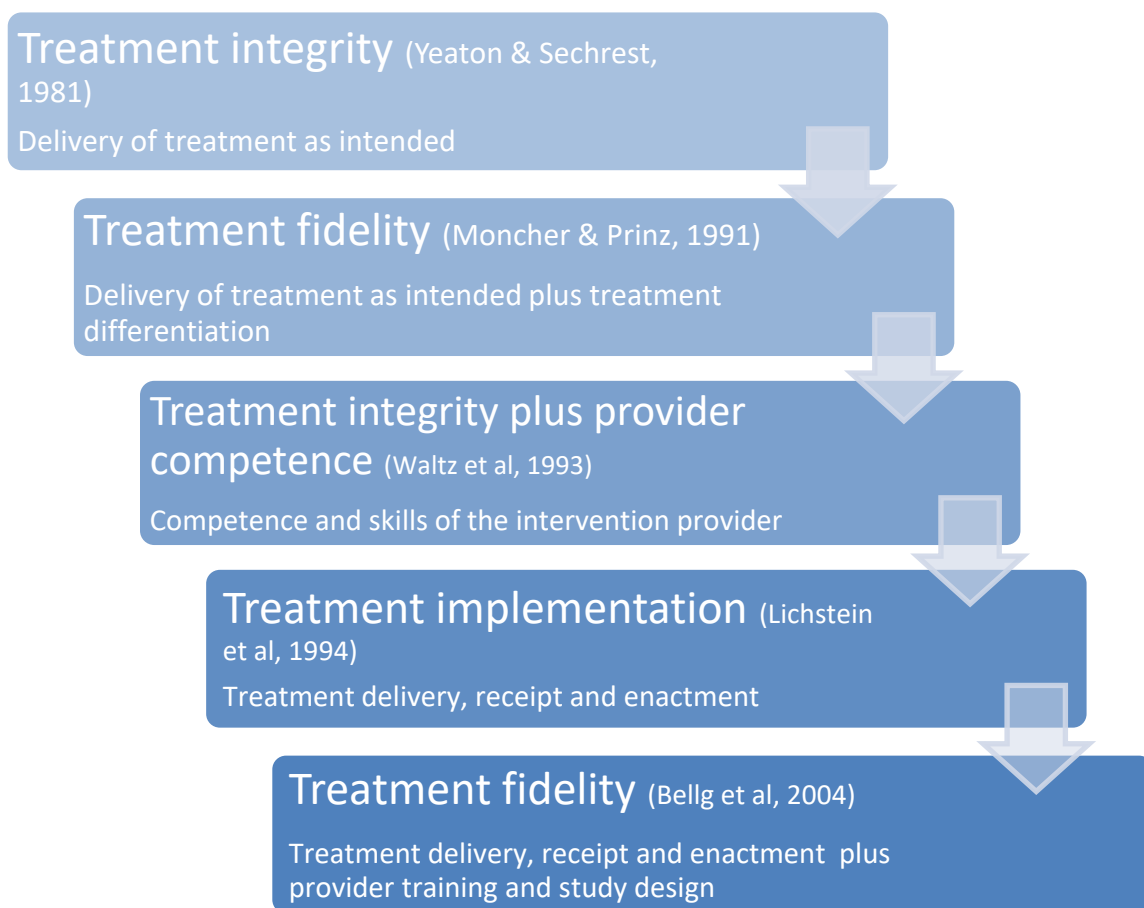 Treatment integrity (Yeaton & Sechrest,
1981)
Delivery of treatment as intended
Treatment fidelity (Moncher & Prinz, 1991)
Delivery of treatment as intended plus treatment
differentiation
Treatment integrity plus provider
competence (Waltz et al, 1993)
Competence and skills of the intervention provider
Treatment implementation (Lichstein
et al, 1994)
Treatment delivery, receipt and enactment
Treatment fidelity (Bellg et al, 2004)
Treatment delivery, receipt and enactment plus
provider training and study design